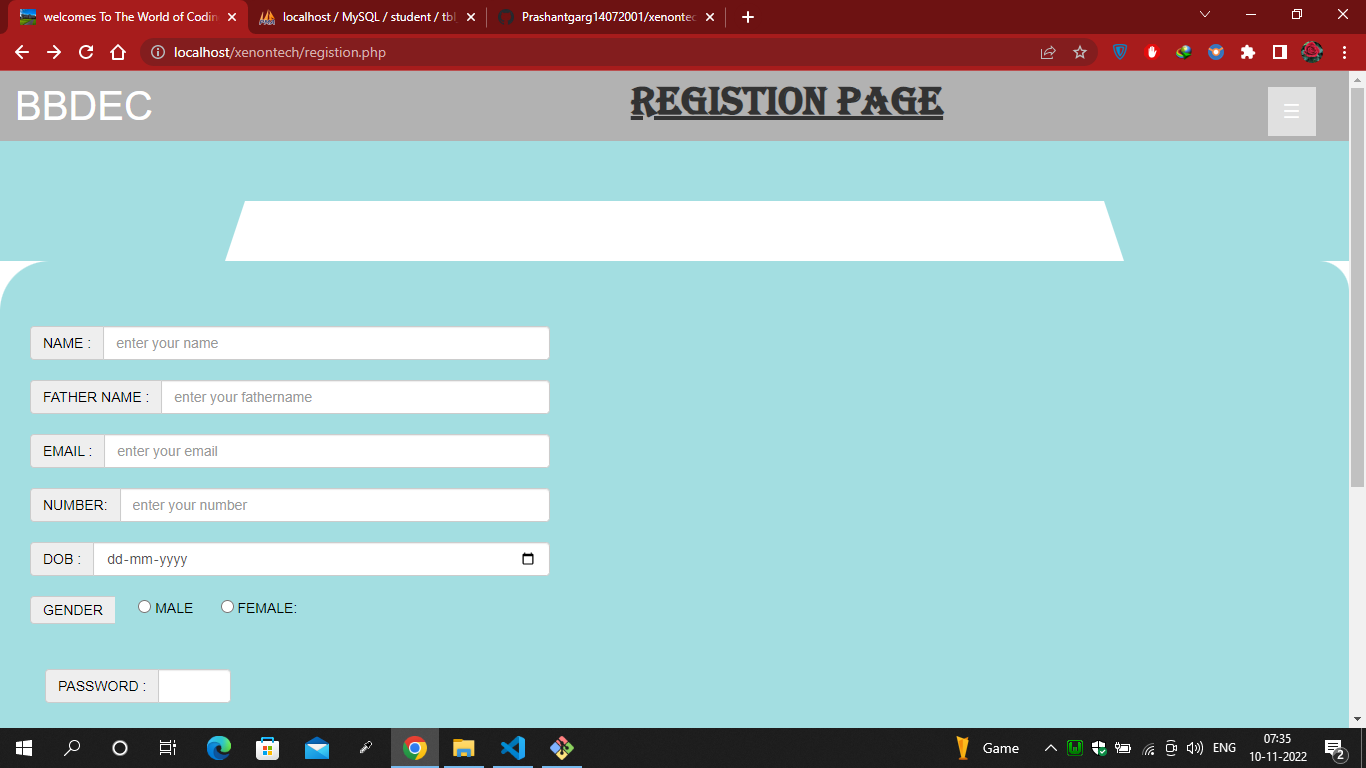 welcomes To The World of Codin
localhost / MySQL / student / tbl
Prashantgarg14072001/xenontec
localhost/xenontech/registion.php
BBDEC
REGISTION PAGE
NAME :
enter your name
FATHER NAME :
enter your fathername
EMAIL :
enter your email
NUMBER:
enter your number
DOB :
dd-mm-yyyy
GENDER
MALE
FEMALE:
PASSWORD :
Game
ENG
07:35
10-11-2022
2